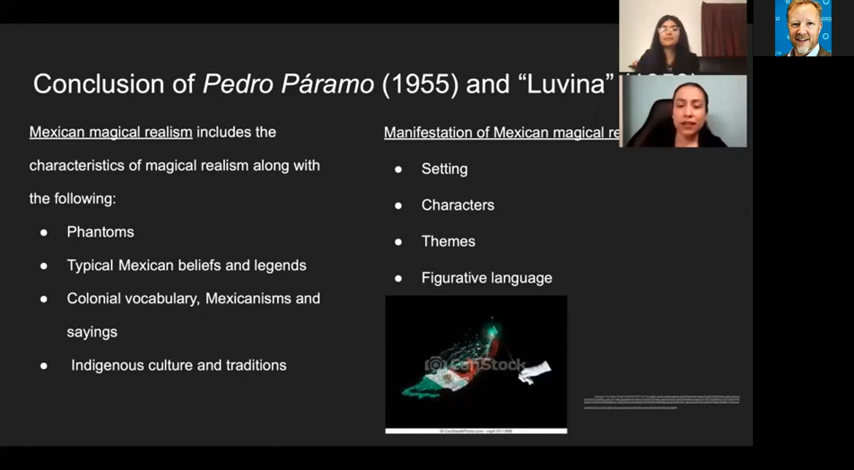 Conclusion of Pedro Páramo (1955) and “Luvina”
Mexican magical realism includes the
characteristics of magical realism along with
the following:
● Phantoms
● Typical Mexican beliefs and legends
● Colonial vocabulary, Mexicanisms and
sayings
● Indigenous culture and traditions
Manifestation of Mexican magical re
● Setting
● Characters
● Themes
● Figurative language
CanStock